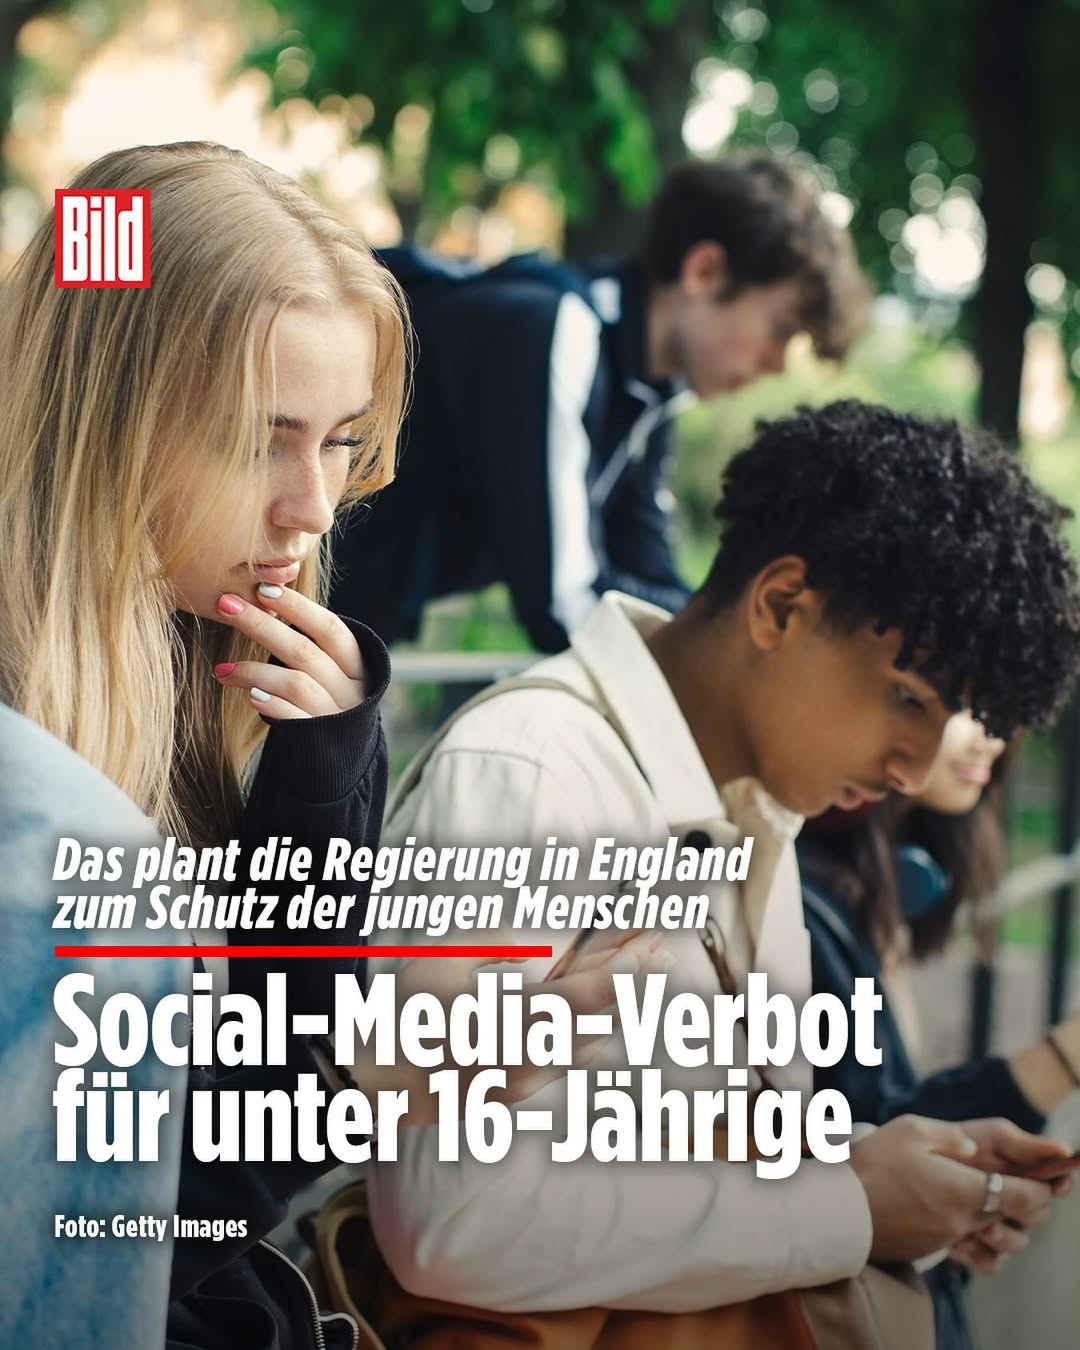 Bild
Das plant die Regierung in England
zum Schutz der jungen Menschen
Social-Media-Verbot
für unter 16-Jährige
Foto: Getty Images